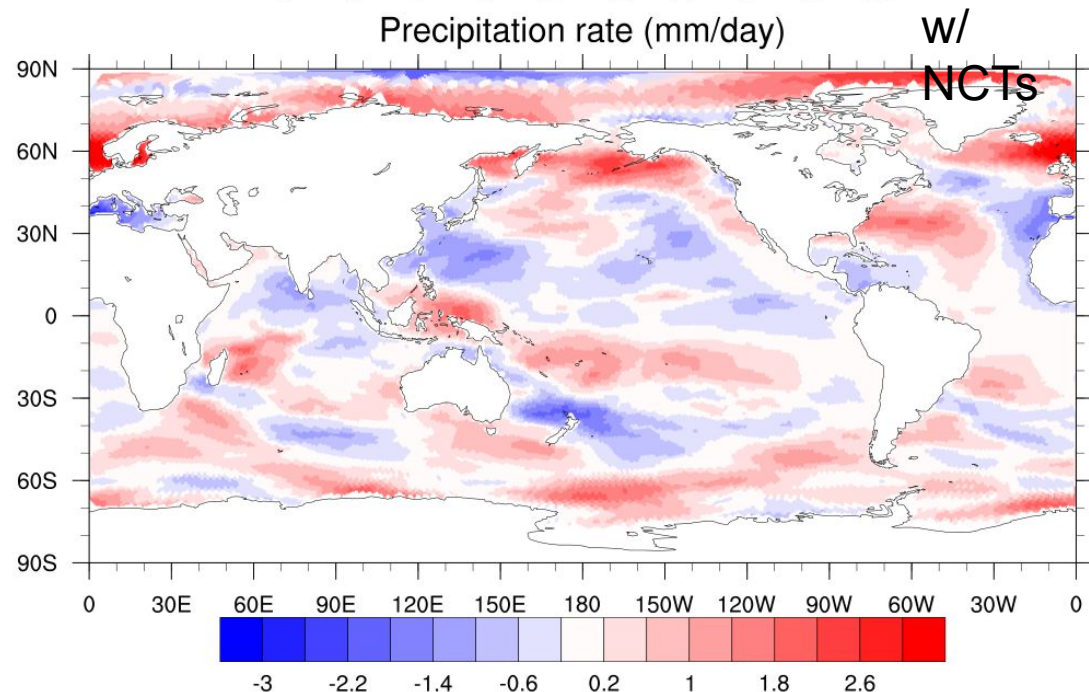 Precipitation rate (mm/day)
w/
NCTs
90N
60N
30N
0
30S
60S
90S
0 30E 60E 90E 120E 150E 180 150W 120W 90W 60W 30W 0
-3 -2.2 -1.4 -0.6 0.2 1 1.8 2.6